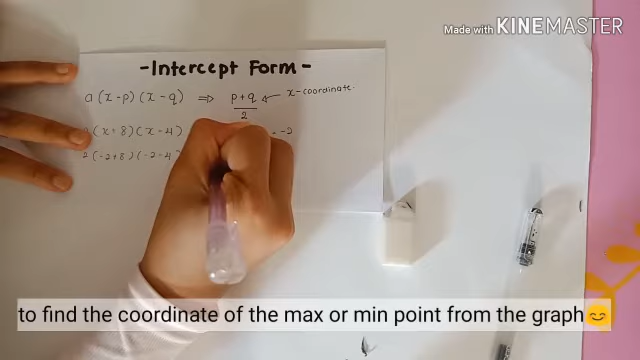 Made with KINEMASTER
-Intercept Form-
a(x-p)(x-q) ⇒ p+q/2 ← x-coordinate.
(x+8)(x-4) = -2
2(-2+8)(-2-4)
to find the coordinate of the max or min point from the graph😊